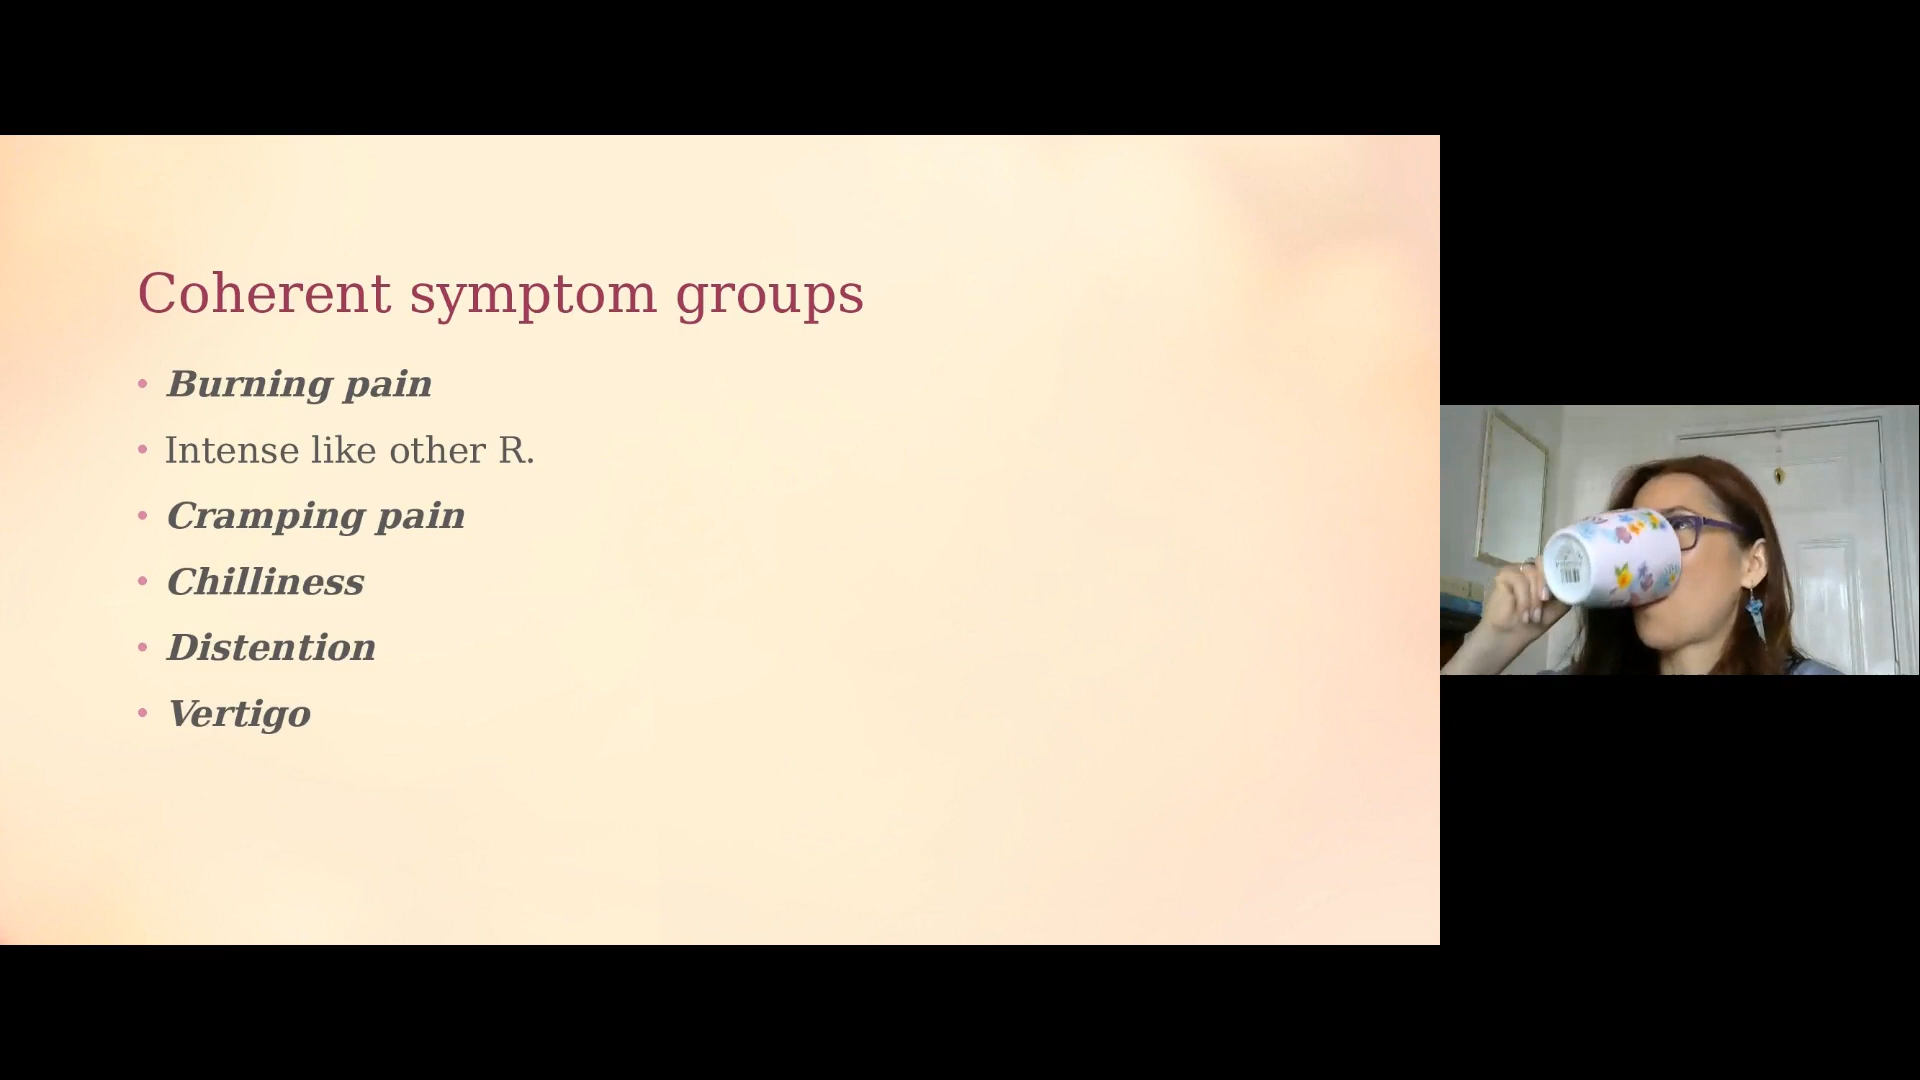 Coherent symptom groups
• Burning pain
• Intense like other R.
• Cramping pain
• Chilliness
• Distention
• Vertigo